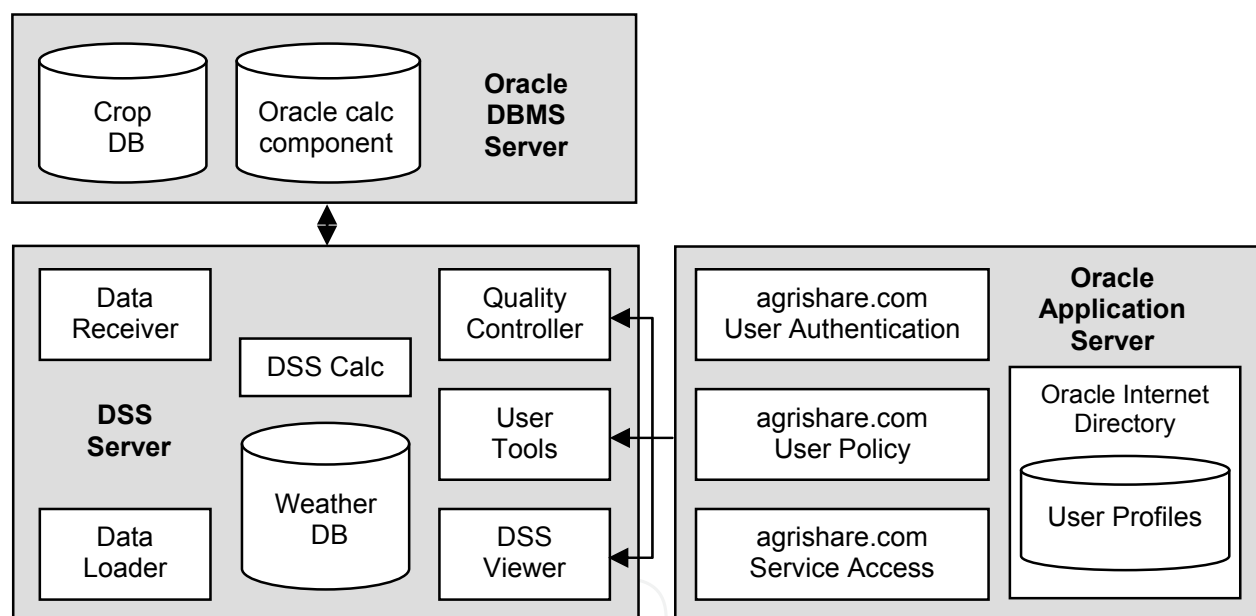 Crop
DB
Oracle calc
component
Oracle
DBMS
Server
Data
Receiver
DSS
Server
Data
Loader
DSS Calc
Weather
DB
Quality
Controller
User
Tools
DSS
Viewer
agrishare.com
User Authentication
agrishare.com
User Policy
agrishare.com
Service Access
Oracle
Application
Server
Oracle Internet
Directory
User Profiles